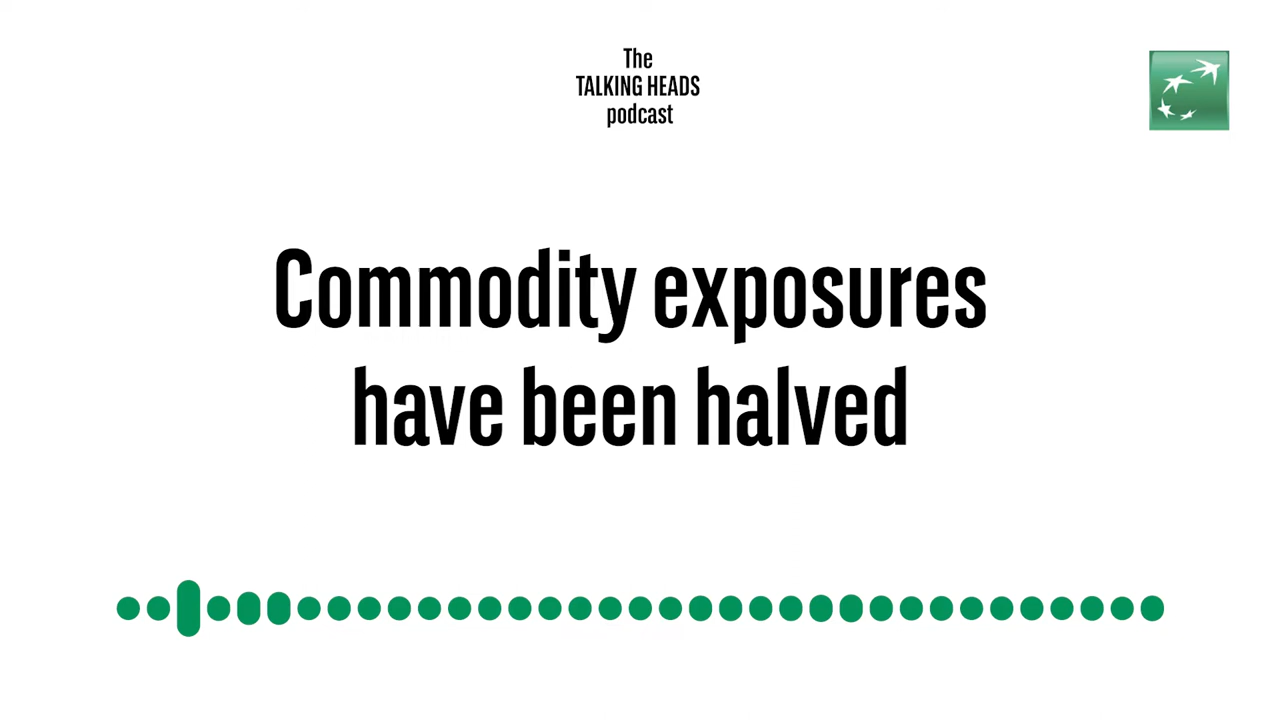 The
TALKING HEADS
podcast
Commodity exposures
have been halved